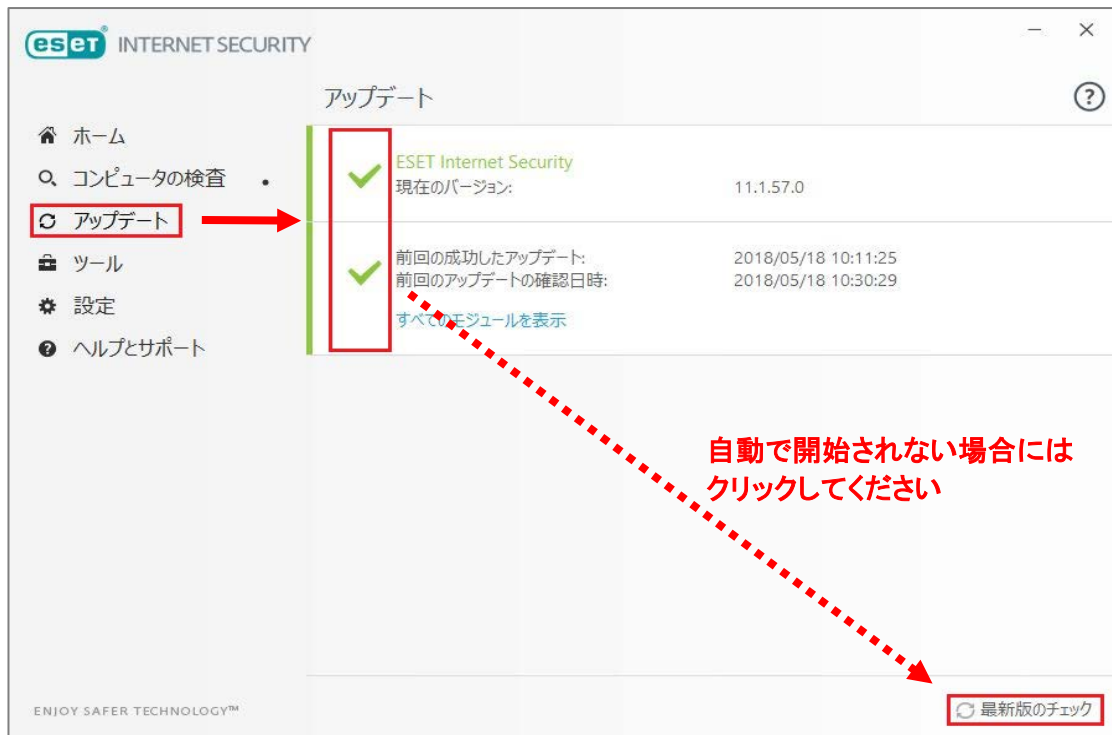 eset INTERNET SECURITY
アップデート
ホーム
コンピュータの検査
アップデート
ツール
設定
ヘルプとサポート
ESET Internet Security
現在のバージョン: 11.1.57.0
前回の成功したアップデート: 2018/05/18 10:11:25
前回のアップデートの確認日時: 2018/05/18 10:30:29
すべてのモジュールを表示
自動で開始されない場合には
クリックしてください
ENJOY SAFER TECHNOLOGY™
最新版のチェック